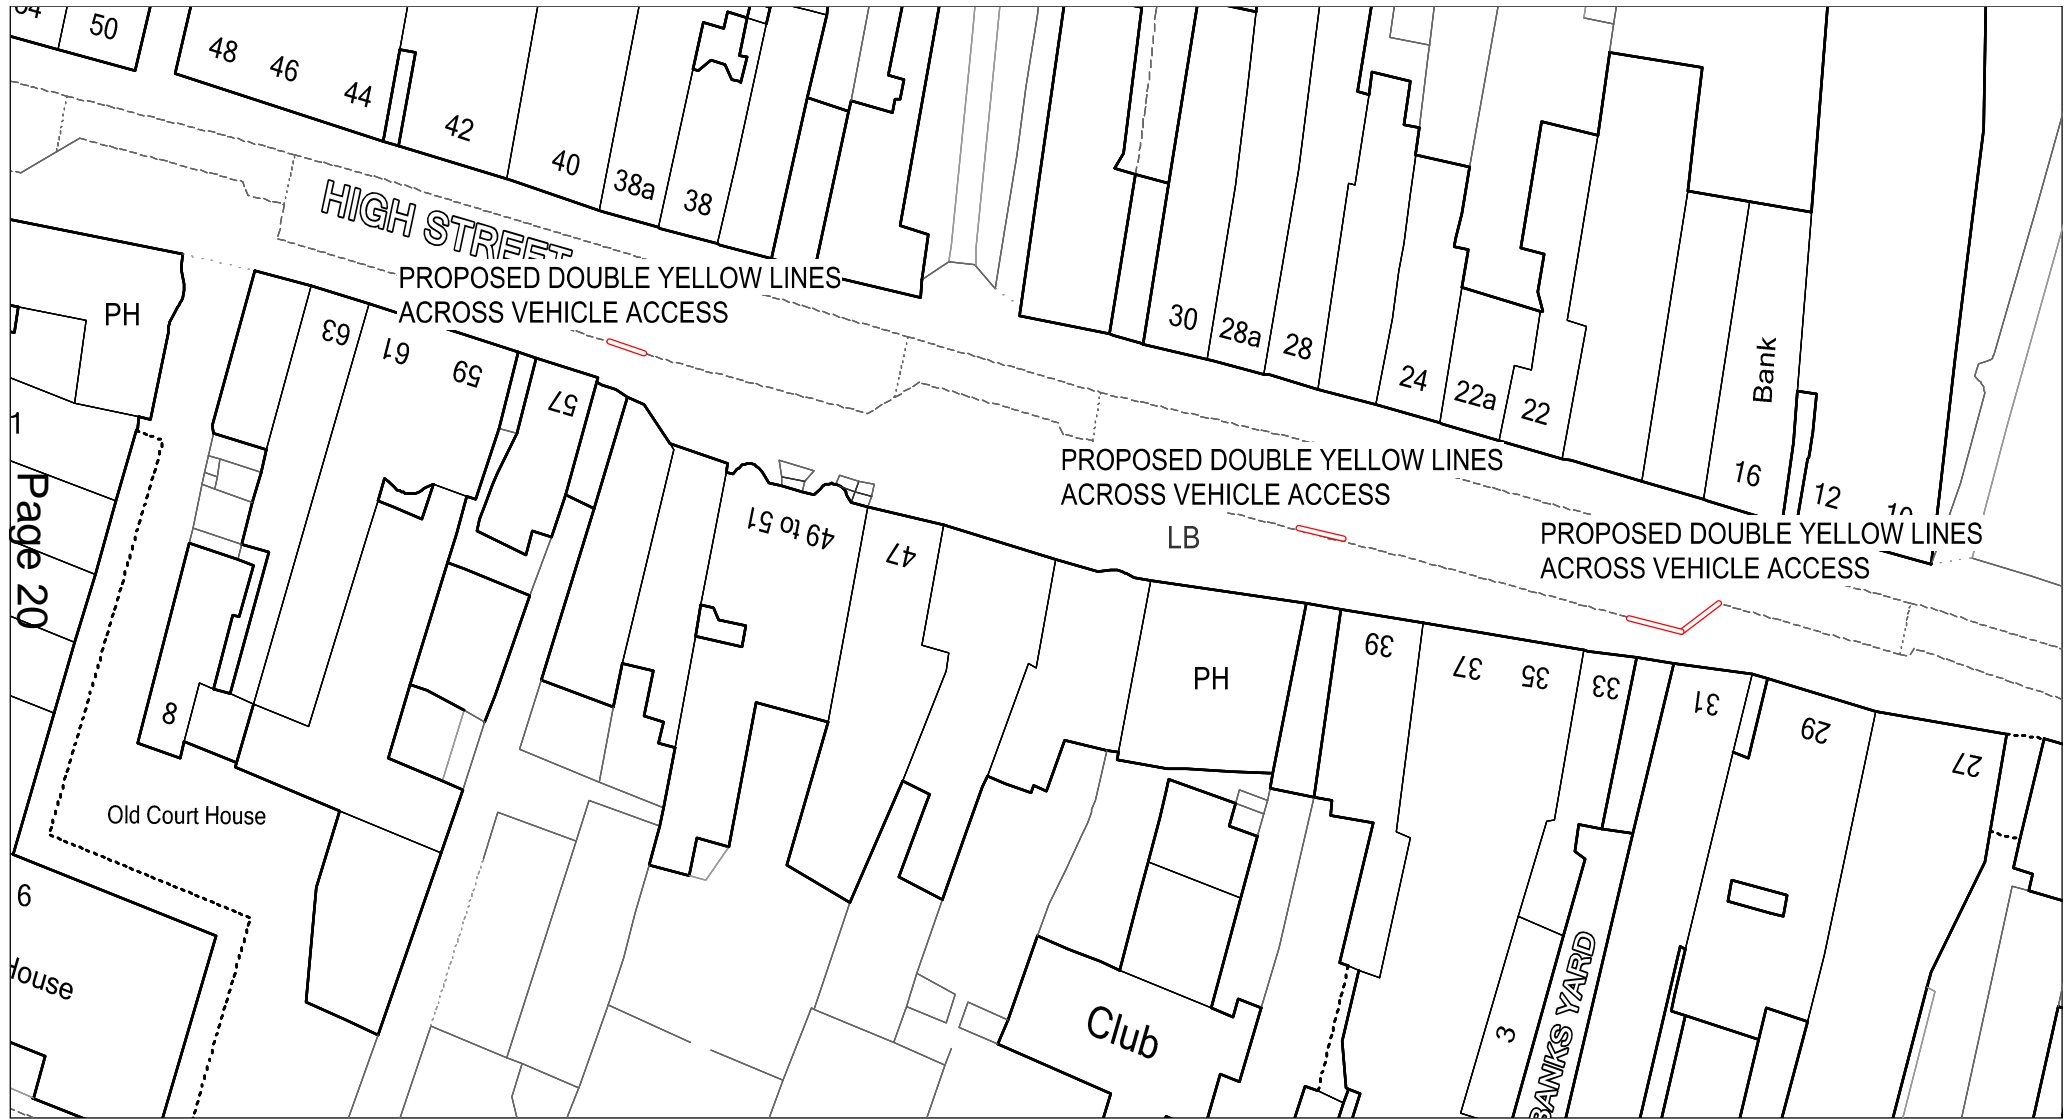 50
48
46
44
42
40
38a
38
HIGH STREET
PROPOSED DOUBLE YELLOW LINES
ACROSS VEHICLE ACCESS
PH
63
61
59
57
30
28a
28
24
22a
22
Bank
16
12
10
PROPOSED DOUBLE YELLOW LINES
ACROSS VEHICLE ACCESS
LB
PROPOSED DOUBLE YELLOW LINES
ACROSS VEHICLE ACCESS
1
Page 20
49 to 51
47
PH
39
37
35
33
31
29
27
8
Old Court House
6
House
Club
3
BANKS YARD